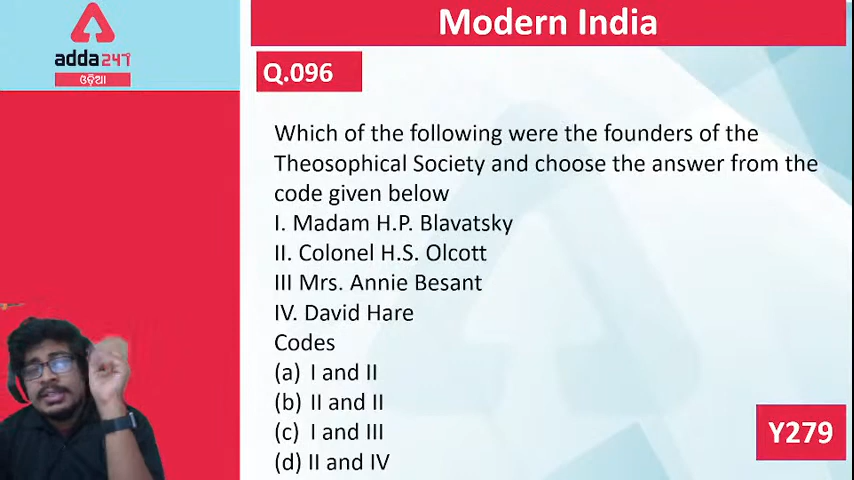 Modern India
adda247
ଓଡ଼ିଆ
Q.096
Which of the following were the founders of the
Theosophical Society and choose the answer from the
code given below
I. Madam H.P. Blavatsky
II. Colonel H.S. Olcott
III Mrs. Annie Besant
IV. David Hare
Codes
(a) I and II
(b) II and II
(c) I and III
(d) II and IV
Y279